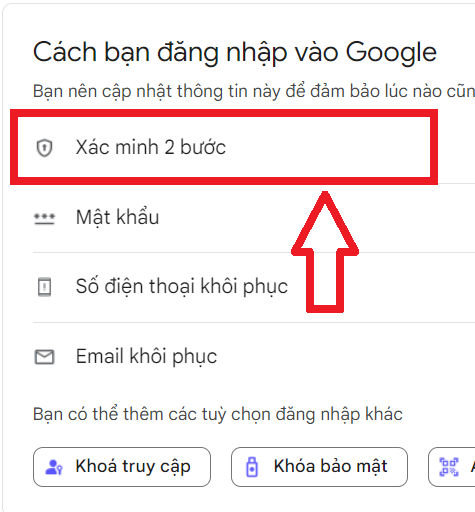 Cách bạn đăng nhập vào Google
Bạn nên cập nhật thông tin này để đảm bảo lúc nào cũn
Xác minh 2 bước
Mật khẩu
Số điện thoại khôi phục
Email khôi phục
Bạn có thể thêm các tuỳ chọn đăng nhập khác
Khoá truy cập
Khóa bảo mật